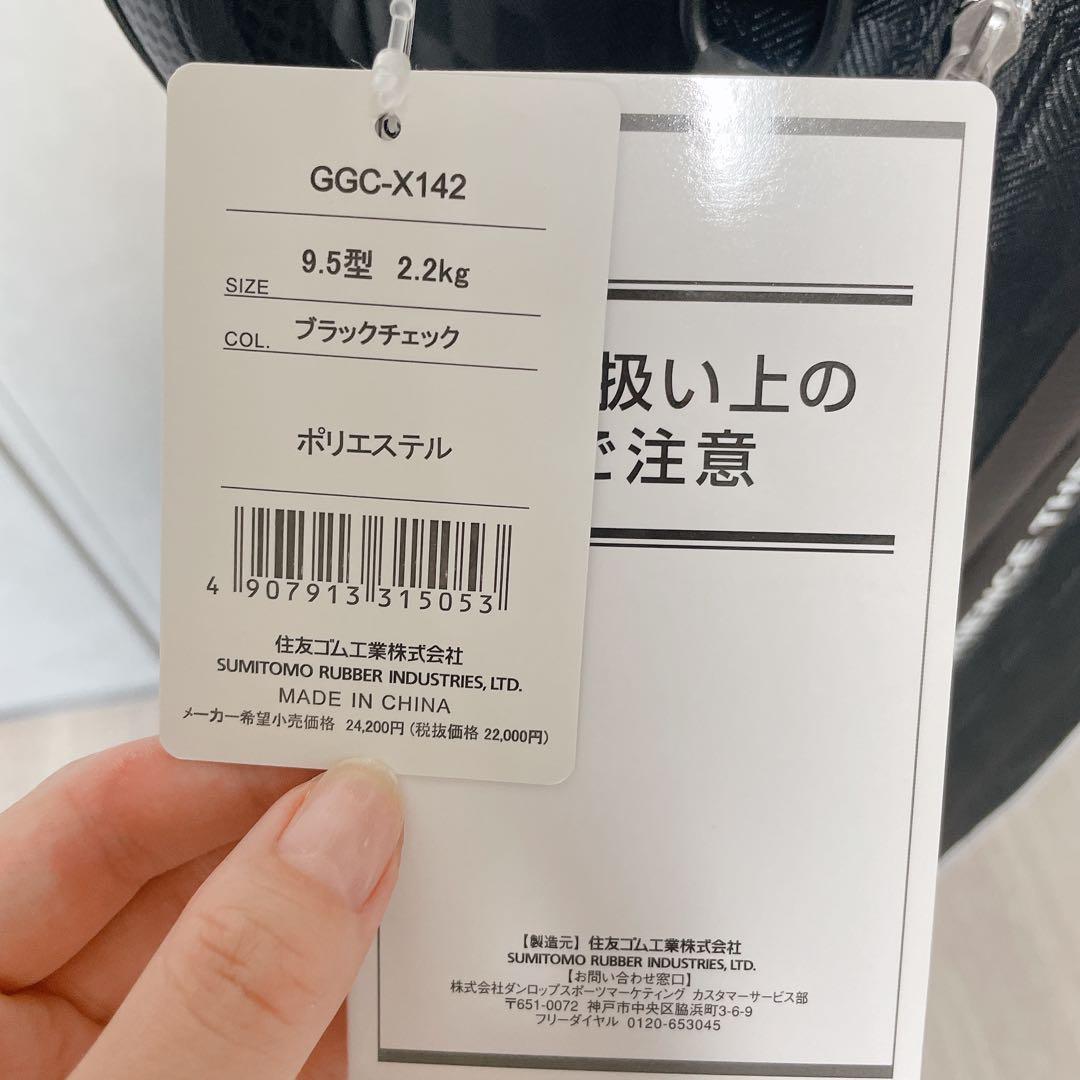 GGC-X142
SIZE 9.5型 2.2kg
COL. ブラックチェック
ポリエステル
4 907913 315053
住友ゴム工業株式会社
SUMITOMO RUBBER INDUSTRIES, LTD.
MADE IN CHINA
メーカー希望小売価格 24,200円(税抜価格 22,000円)
扱い上の
ご注意
【製造元】住友ゴム工業株式会社
SUMITOMO RUBBER INDUSTRIES, LTD.
【お問い合わせ窓口】
株式会社ダンロップスポーツマーケティング カスタマーサービス部
〒651-0072 神戸市中央区脇浜町3-6-9
フリーダイヤル 0120-653045